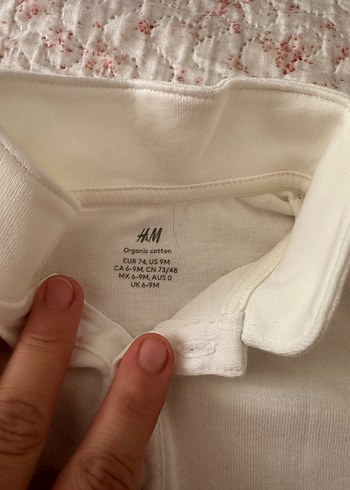 H&M
Organic cotton
EUR 74, US 9M
CA 6-9M, CN 73/48
MX 6-9M, AUS 0
UK 6-9M